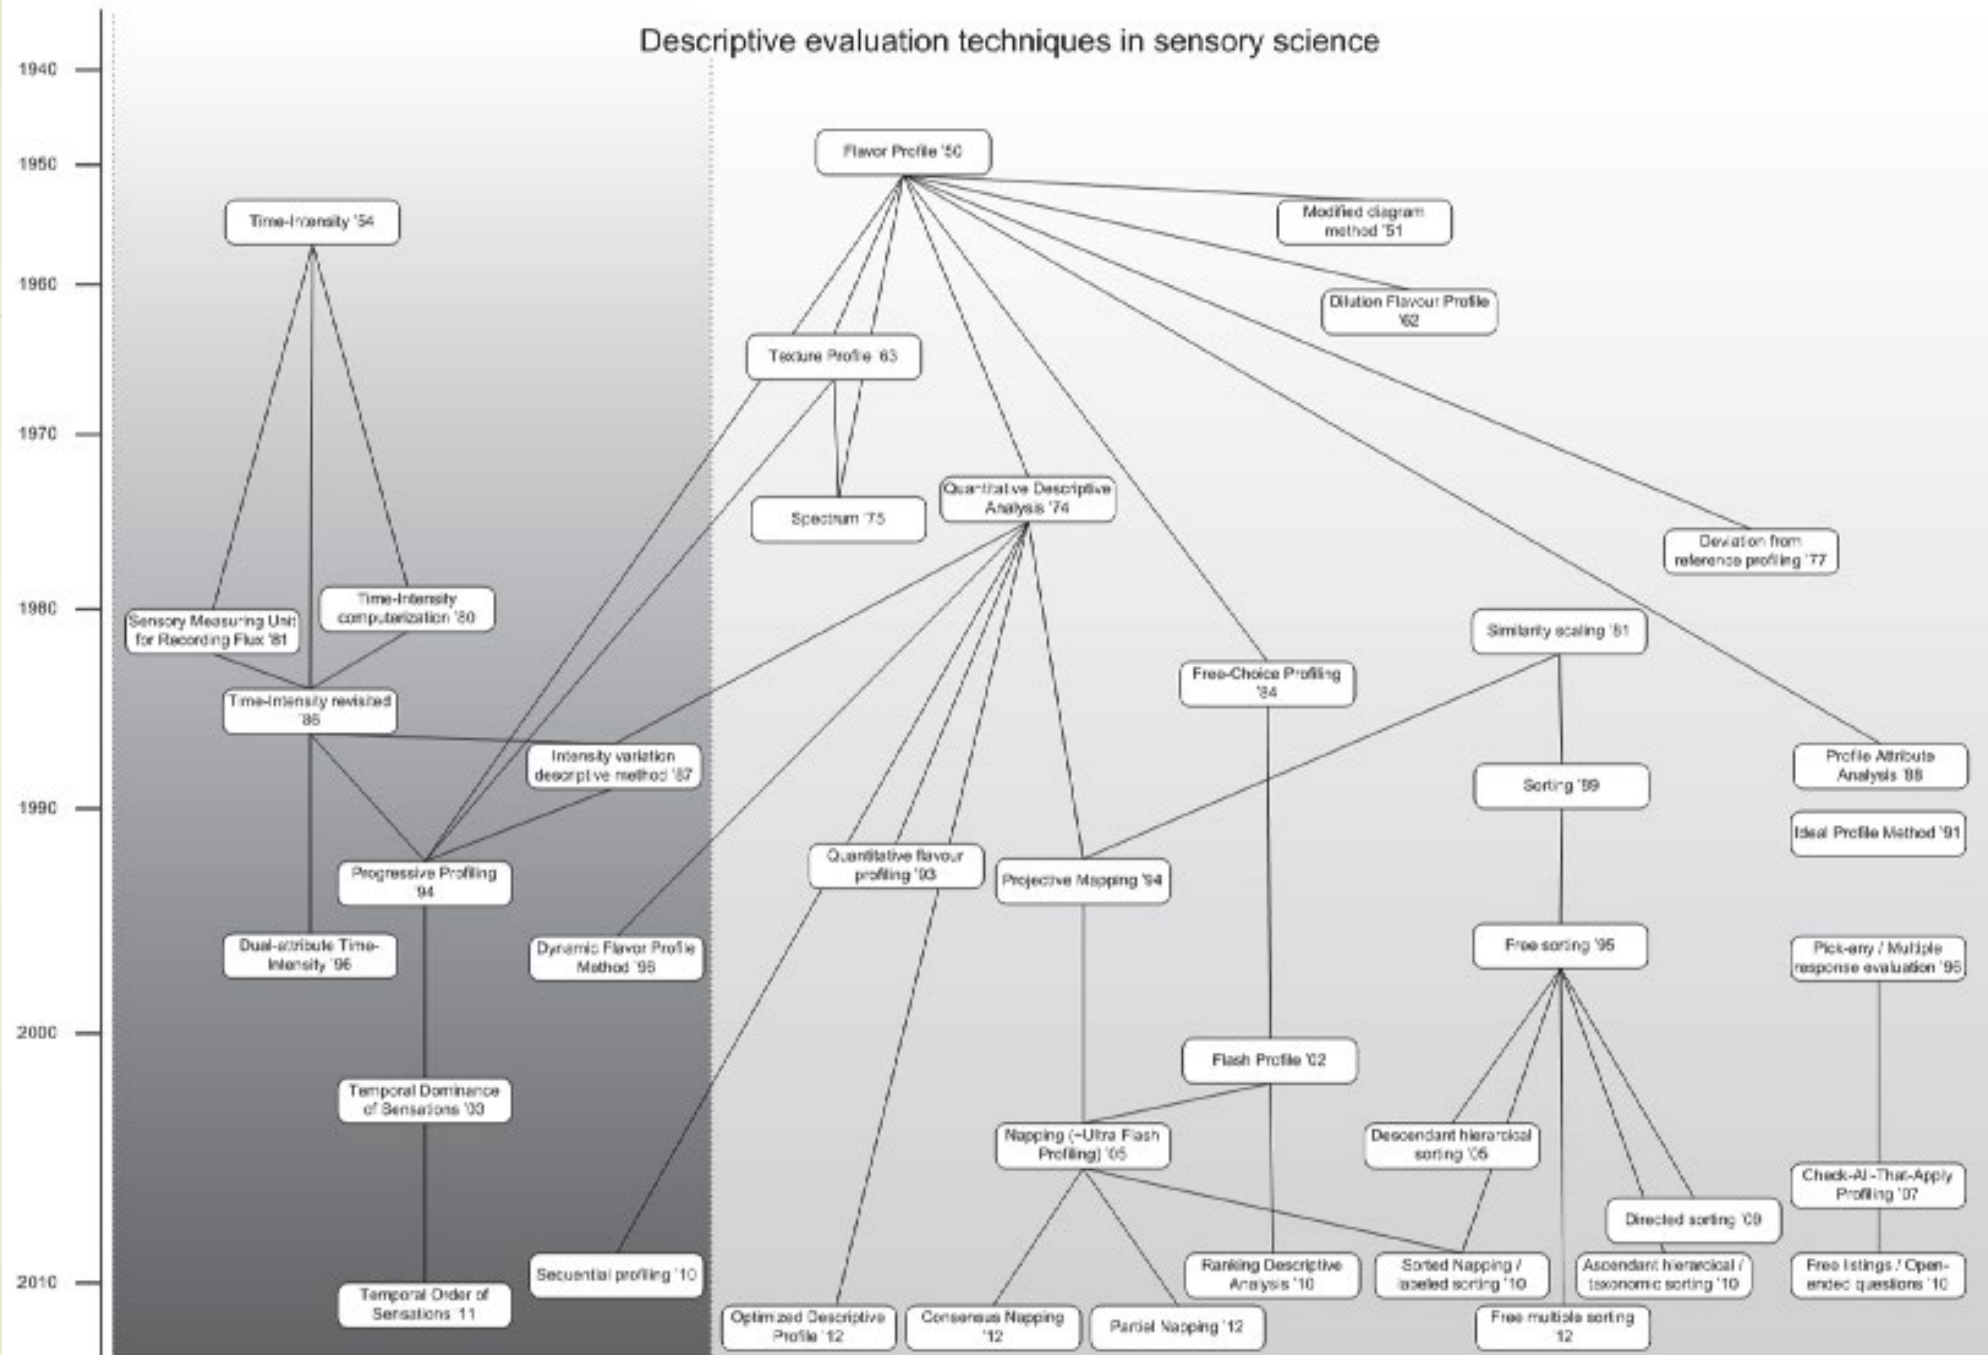 Descriptive evaluation techniques in sensory science
1940
1950
1960
1970
1980
1990
2000
2010
Flavor Profile '50
Time-Intensity '54
Modified diagram
method '51
Dilution Flavour Profile
'62
Texture Profile '63
Quantitative Descriptive
Analysis '74
Spectrum '75
Deviation from
reference profiling '77
Time-Intensity
computerization '80
Sensory Measuring Unit
for Recording Flux '81
Similarity scaling '81
Free-Choice Profiling
'84
Time-Intensity revisited
'86
Intensity variation
descriptive method '87
Profile Attribute
Analysis '88
Sorting '89
Ideal Profile Method '91
Quantitative flavour
profiling '93
Progressive Profiling
'94
Projective Mapping '94
Free sorting '95
Dual-attribute Time-
Intensity '96
Dynamic Flavor Profile
Method '96
Pick-any / Multiple
response evaluation '96
Flash Profile '02
Temporal Dominance
of Sensations '03
Napping (~Ultra Flash
Profiling) '05
Descendant hierarcical
sorting '05
Check-All-That-Apply
Profiling '07
Directed sorting '09
Sequential profiling '10
Ranking Descriptive
Analysis '10
Sorted Napping /
labeled sorting '10
Ascendant hierarcical /
taxonomic sorting '10
Free listings / Open-
ended questions '10
Temporal Order of
Sensations '11
Optimized Descriptive
Profile '12
Consensus Napping
'12
Partial Napping '12
Free multiple sorting
'12